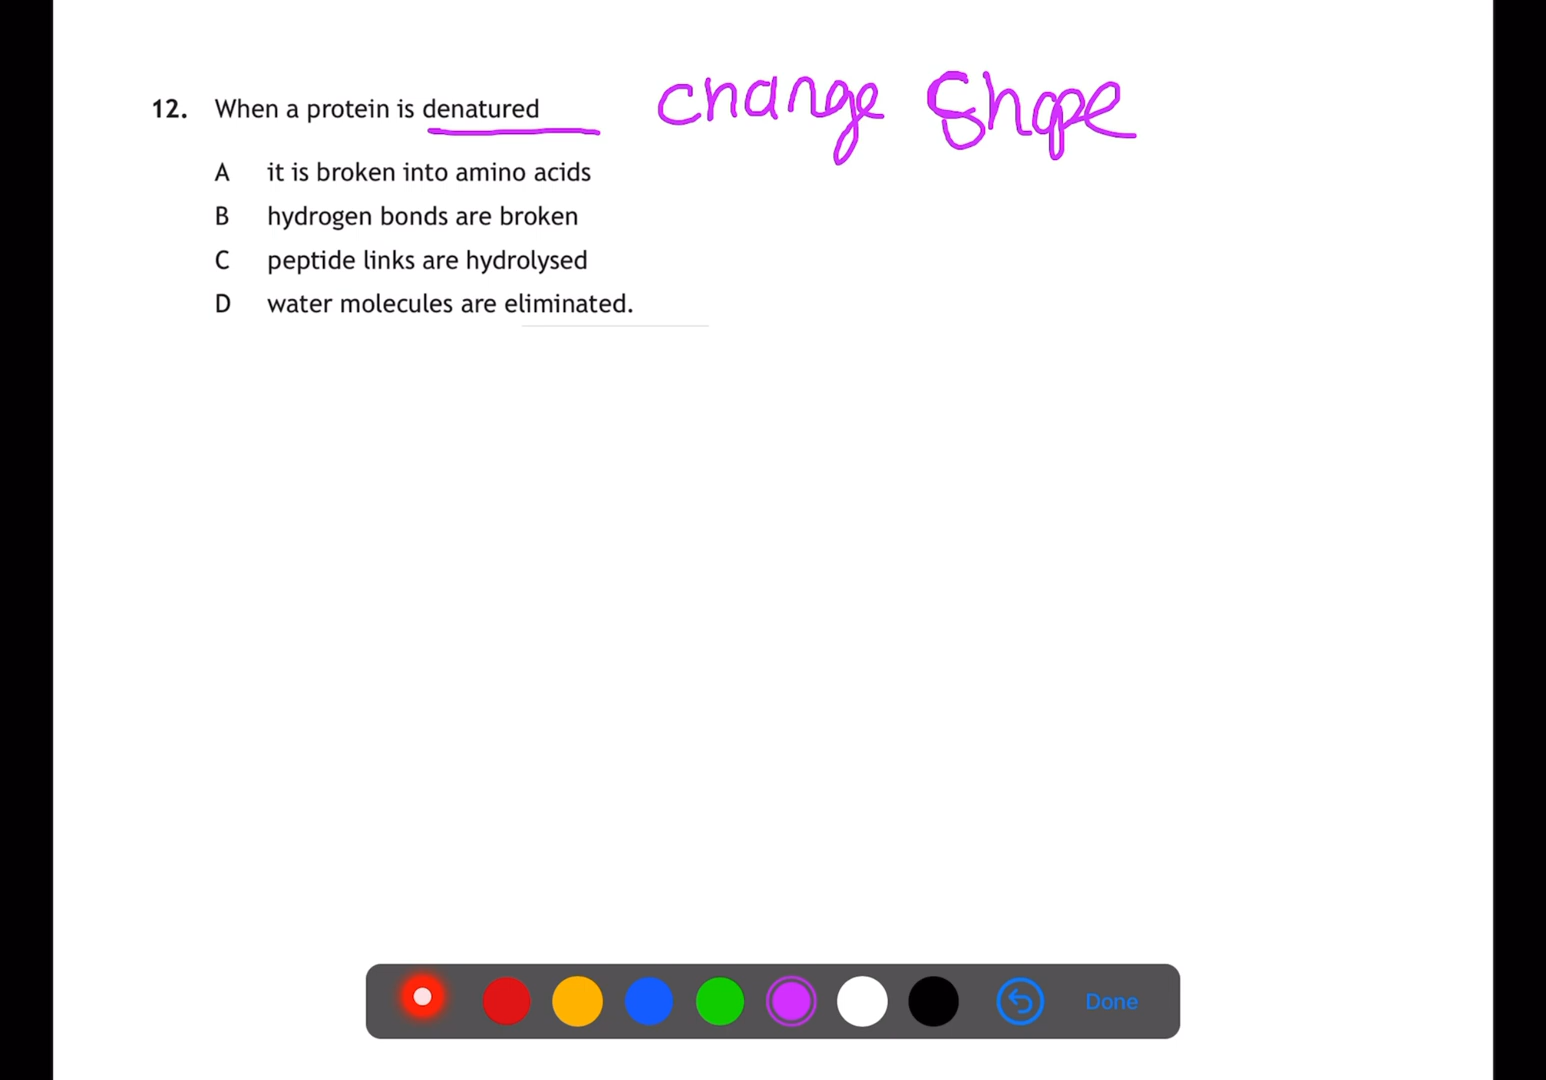 12. When a protein is denatured change shape
A it is broken into amino acids
B hydrogen bonds are broken
C peptide links are hydrolysed
D water molecules are eliminated.
Done